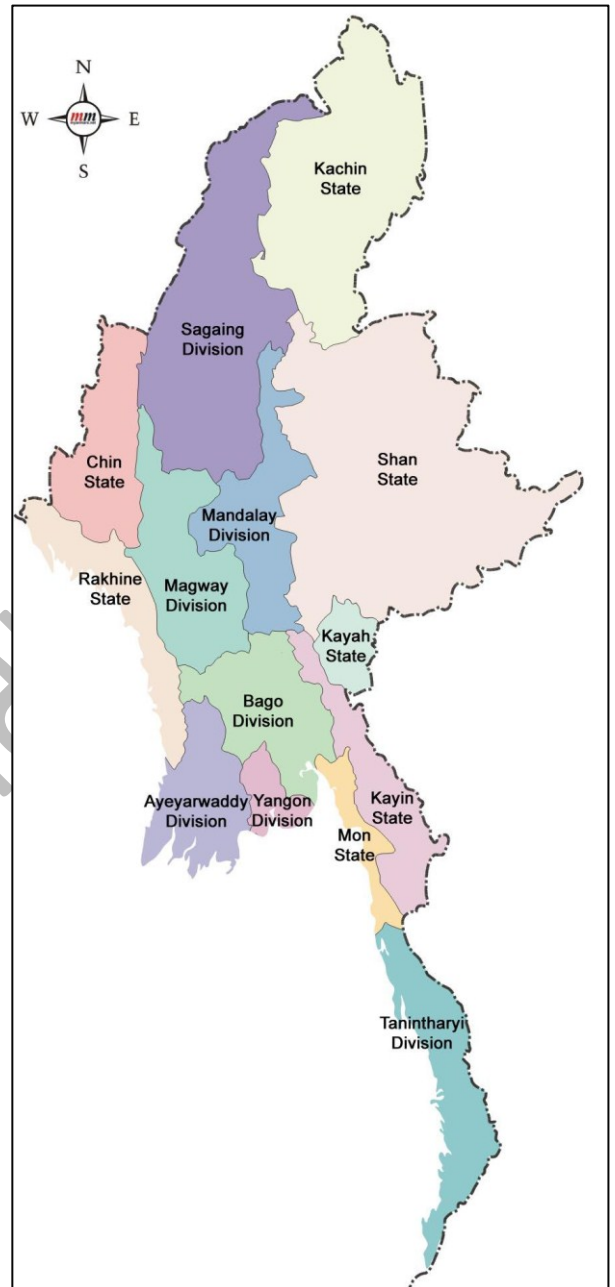 N
W mm E
S
Kachin
State
Sagaing
Division
Chin
State
Shan
State
Mandalay
Division
Rakhine
State
Magway
Division
Kayah
State
Bago
Division
Ayeyarwaddy
Division
Yangon
Division
Kayin
State
Mon
State
Tanintharyi
Division